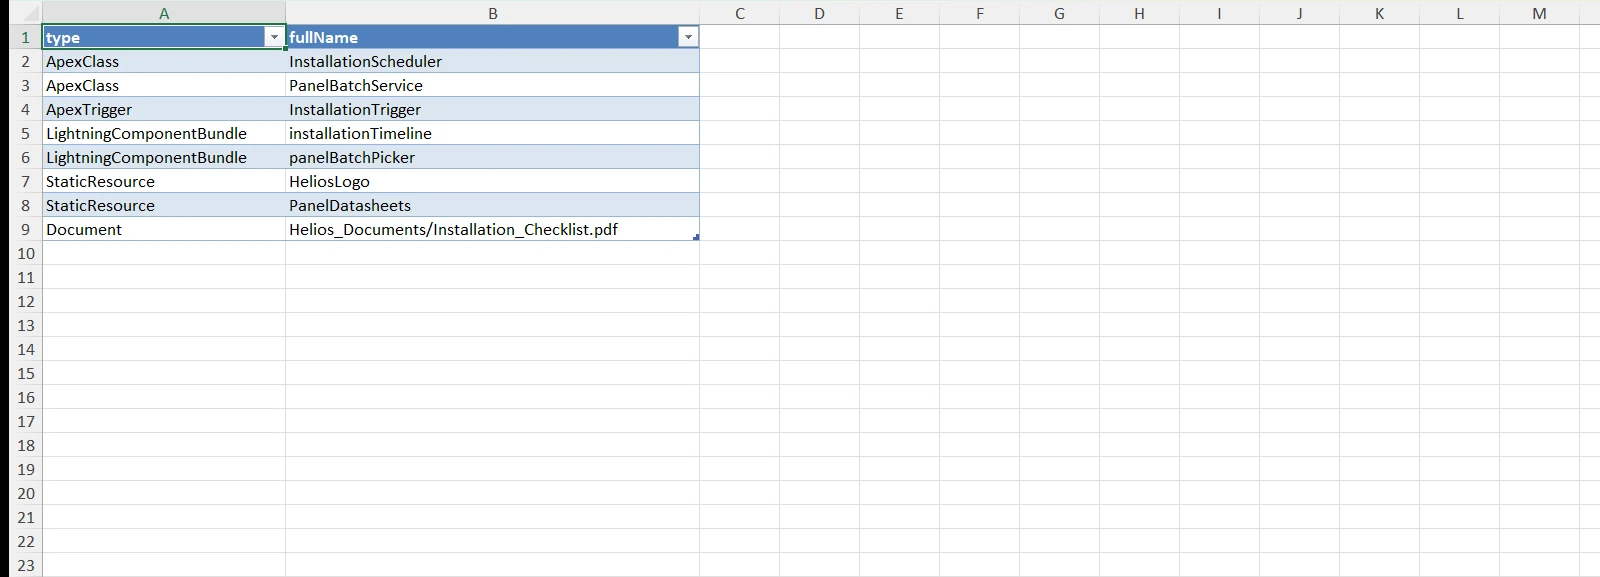 A B C D E F G H I J K L M
1 type fullName
2 ApexClass InstallationScheduler
3 ApexClass PanelBatchService
4 ApexTrigger InstallationTrigger
5 LightningComponentBundle installationTimeline
6 LightningComponentBundle panelBatchPicker
7 StaticResource HeliosLogo
8 StaticResource PanelDatasheets
9 Document Helios_Documents/Installation_Checklist.pdf
10
11
12
13
14
15
16
17
18
19
20
21
22
23